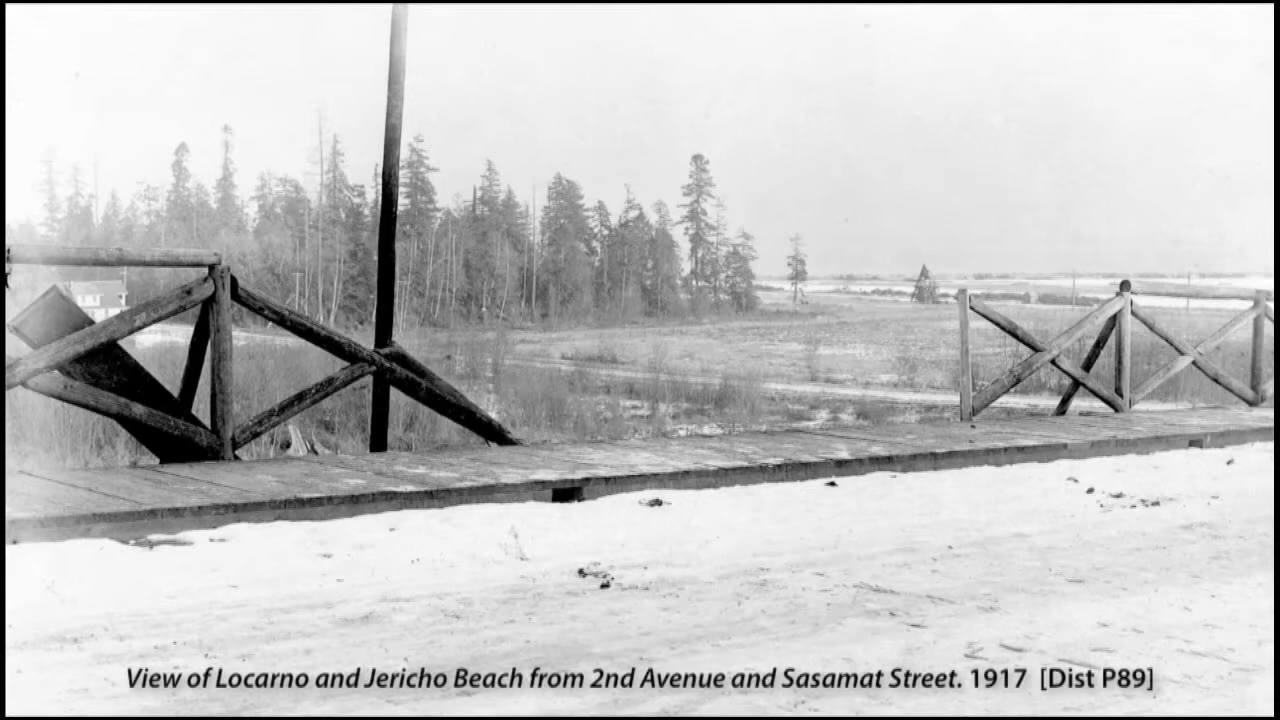 View of Locarno and Jericho Beach from 2nd Avenue and Sasamat Street. 1917 [Dist P89]